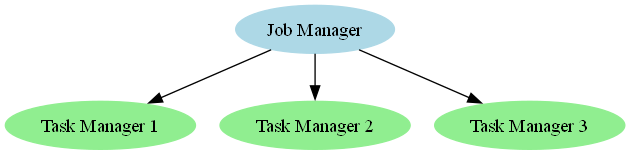 Job Manager
Task Manager 1
Task Manager 2
Task Manager 3